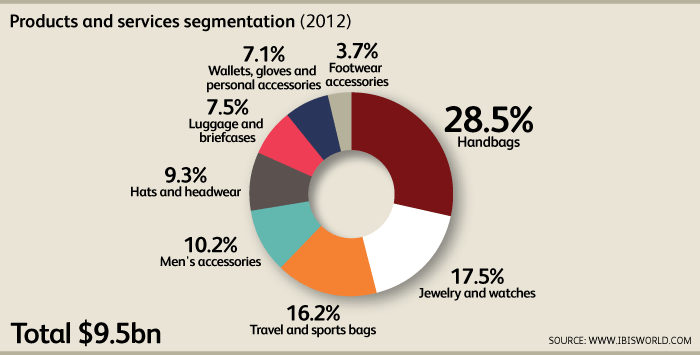 Products and services segmentation (2012)
7.1%
Wallets, gloves and
personal accessories
3.7%
Footwear
accessories
28.5%
Handbags
7.5%
Luggage and
briefcases
9.3%
Hats and headwear
10.2%
Men's accessories
17.5%
Jewelry and watches
16.2%
Travel and sports bags
Total $9.5bn
SOURCE: WWW.IBISWORLD.COM